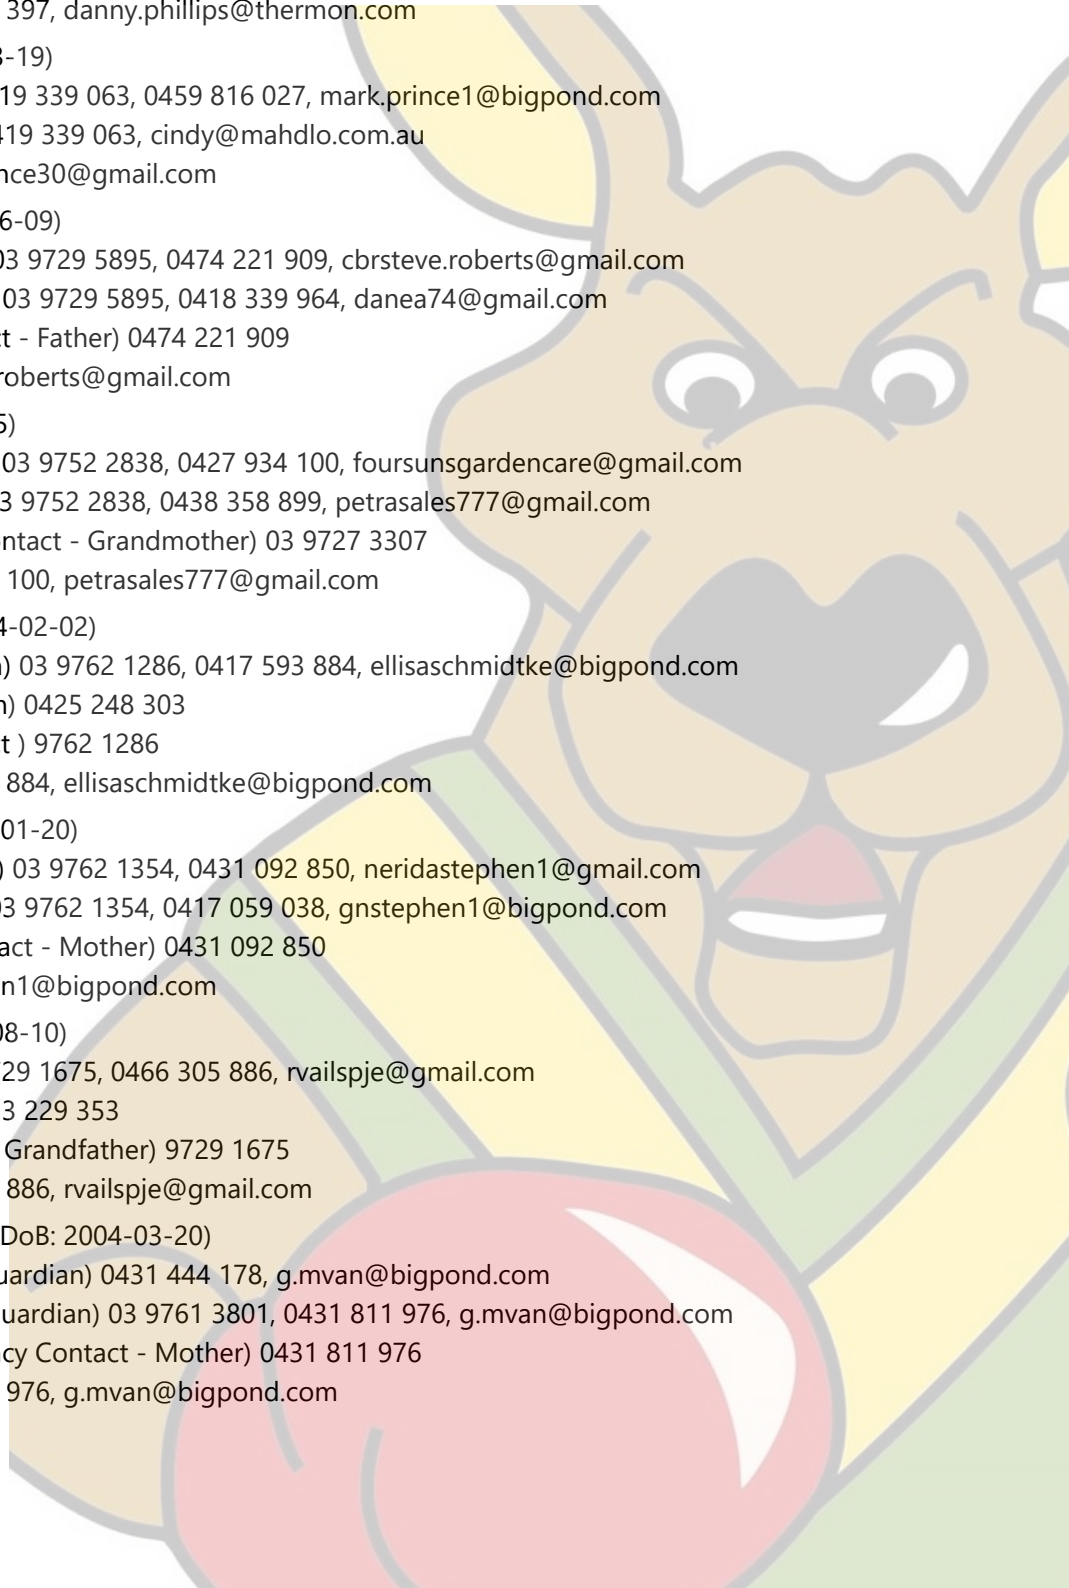 397, danny.phillips@thermon.com
3-19)
19 339 063, 0459 816 027, mark.prince1@bigpond.com
419 339 063, cindy@mahdlo.com.au
nce30@gmail.com
6-09)
03 9729 5895, 0474 221 909, cbrsteve.roberts@gmail.com
03 9729 5895, 0418 339 964, danea74@gmail.com
ct - Father) 0474 221 909
roberts@gmail.com
5)
03 9752 2838, 0427 934 100, foursunsgardencare@gmail.com
3 9752 2838, 0438 358 899, petrasales777@gmail.com
ontact - Grandmother) 03 9727 3307
100, petrasales777@gmail.com
4-02-02)
) 03 9762 1286, 0417 593 884, ellisaschmidtke@bigpond.com
n) 0425 248 303
ct ) 9762 1286
884, ellisaschmidtke@bigpond.com
01-20)
) 03 9762 1354, 0431 092 850, neridastephen1@gmail.com
03 9762 1354, 0417 059 038, gnstephen1@bigpond.com
act - Mother) 0431 092 850
n1@bigpond.com
08-10)
729 1675, 0466 305 886, rvailspje@gmail.com
3 229 353
Grandfather) 9729 1675
886, rvailspje@gmail.com
DoB: 2004-03-20)
uardian) 0431 444 178, g.mvan@bigpond.com
uardian) 03 9761 3801, 0431 811 976, g.mvan@bigpond.com
cy Contact - Mother) 0431 811 976
976, g.mvan@bigpond.com